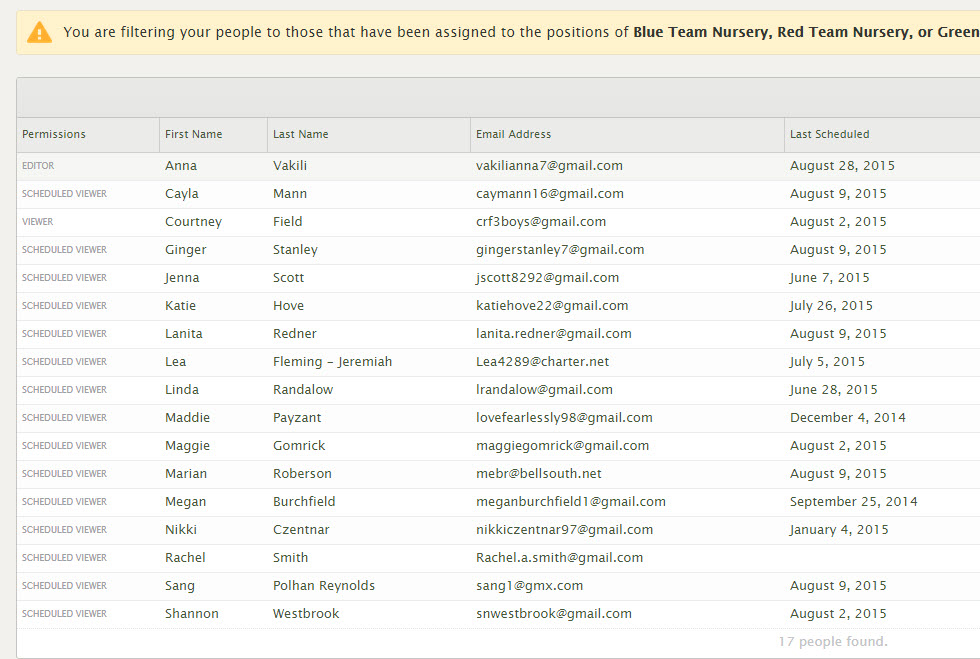 You are filtering your people to those that have been assigned to the positions of Blue Team Nursery, Red Team Nursery, or Green
Permissions First Name Last Name Email Address Last Scheduled
EDITOR Anna Vakili vakilianna7@gmail.com August 28, 2015
SCHEDULED VIEWER Cayla Mann caymann16@gmail.com August 9, 2015
VIEWER Courtney Field crf3boys@gmail.com August 2, 2015
SCHEDULED VIEWER Ginger Stanley gingerstanley7@gmail.com August 9, 2015
SCHEDULED VIEWER Jenna Scott jscott8292@gmail.com June 7, 2015
SCHEDULED VIEWER Katie Hove katiehove22@gmail.com July 26, 2015
SCHEDULED VIEWER Lanita Redner lanita.redner@gmail.com August 9, 2015
SCHEDULED VIEWER Lea Fleming - Jeremiah Lea4289@charter.net July 5, 2015
SCHEDULED VIEWER Linda Randalow lrandalow@gmail.com June 28, 2015
SCHEDULED VIEWER Maddie Payzant lovefearlessly98@gmail.com December 4, 2014
SCHEDULED VIEWER Maggie Gomrick maggiegomrick@gmail.com August 2, 2015
SCHEDULED VIEWER Marian Roberson mebr@bellsouth.net August 9, 2015
SCHEDULED VIEWER Megan Burchfield meganburchfield1@gmail.com September 25, 2014
SCHEDULED VIEWER Nikki Czentnar nikkiczentnar97@gmail.com January 4, 2015
SCHEDULED VIEWER Rachel Smith Rachel.a.smith@gmail.com
SCHEDULED VIEWER Sang Polhan Reynolds sang1@gmx.com August 9, 2015
SCHEDULED VIEWER Shannon Westbrook snwestbrook@gmail.com August 2, 2015
17 people found.